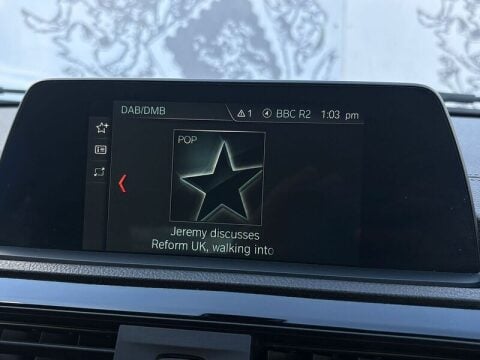 DAB/DMB 1 BBC R2 1:03 pm
POP
Jeremy discusses
Reform UK, walking into